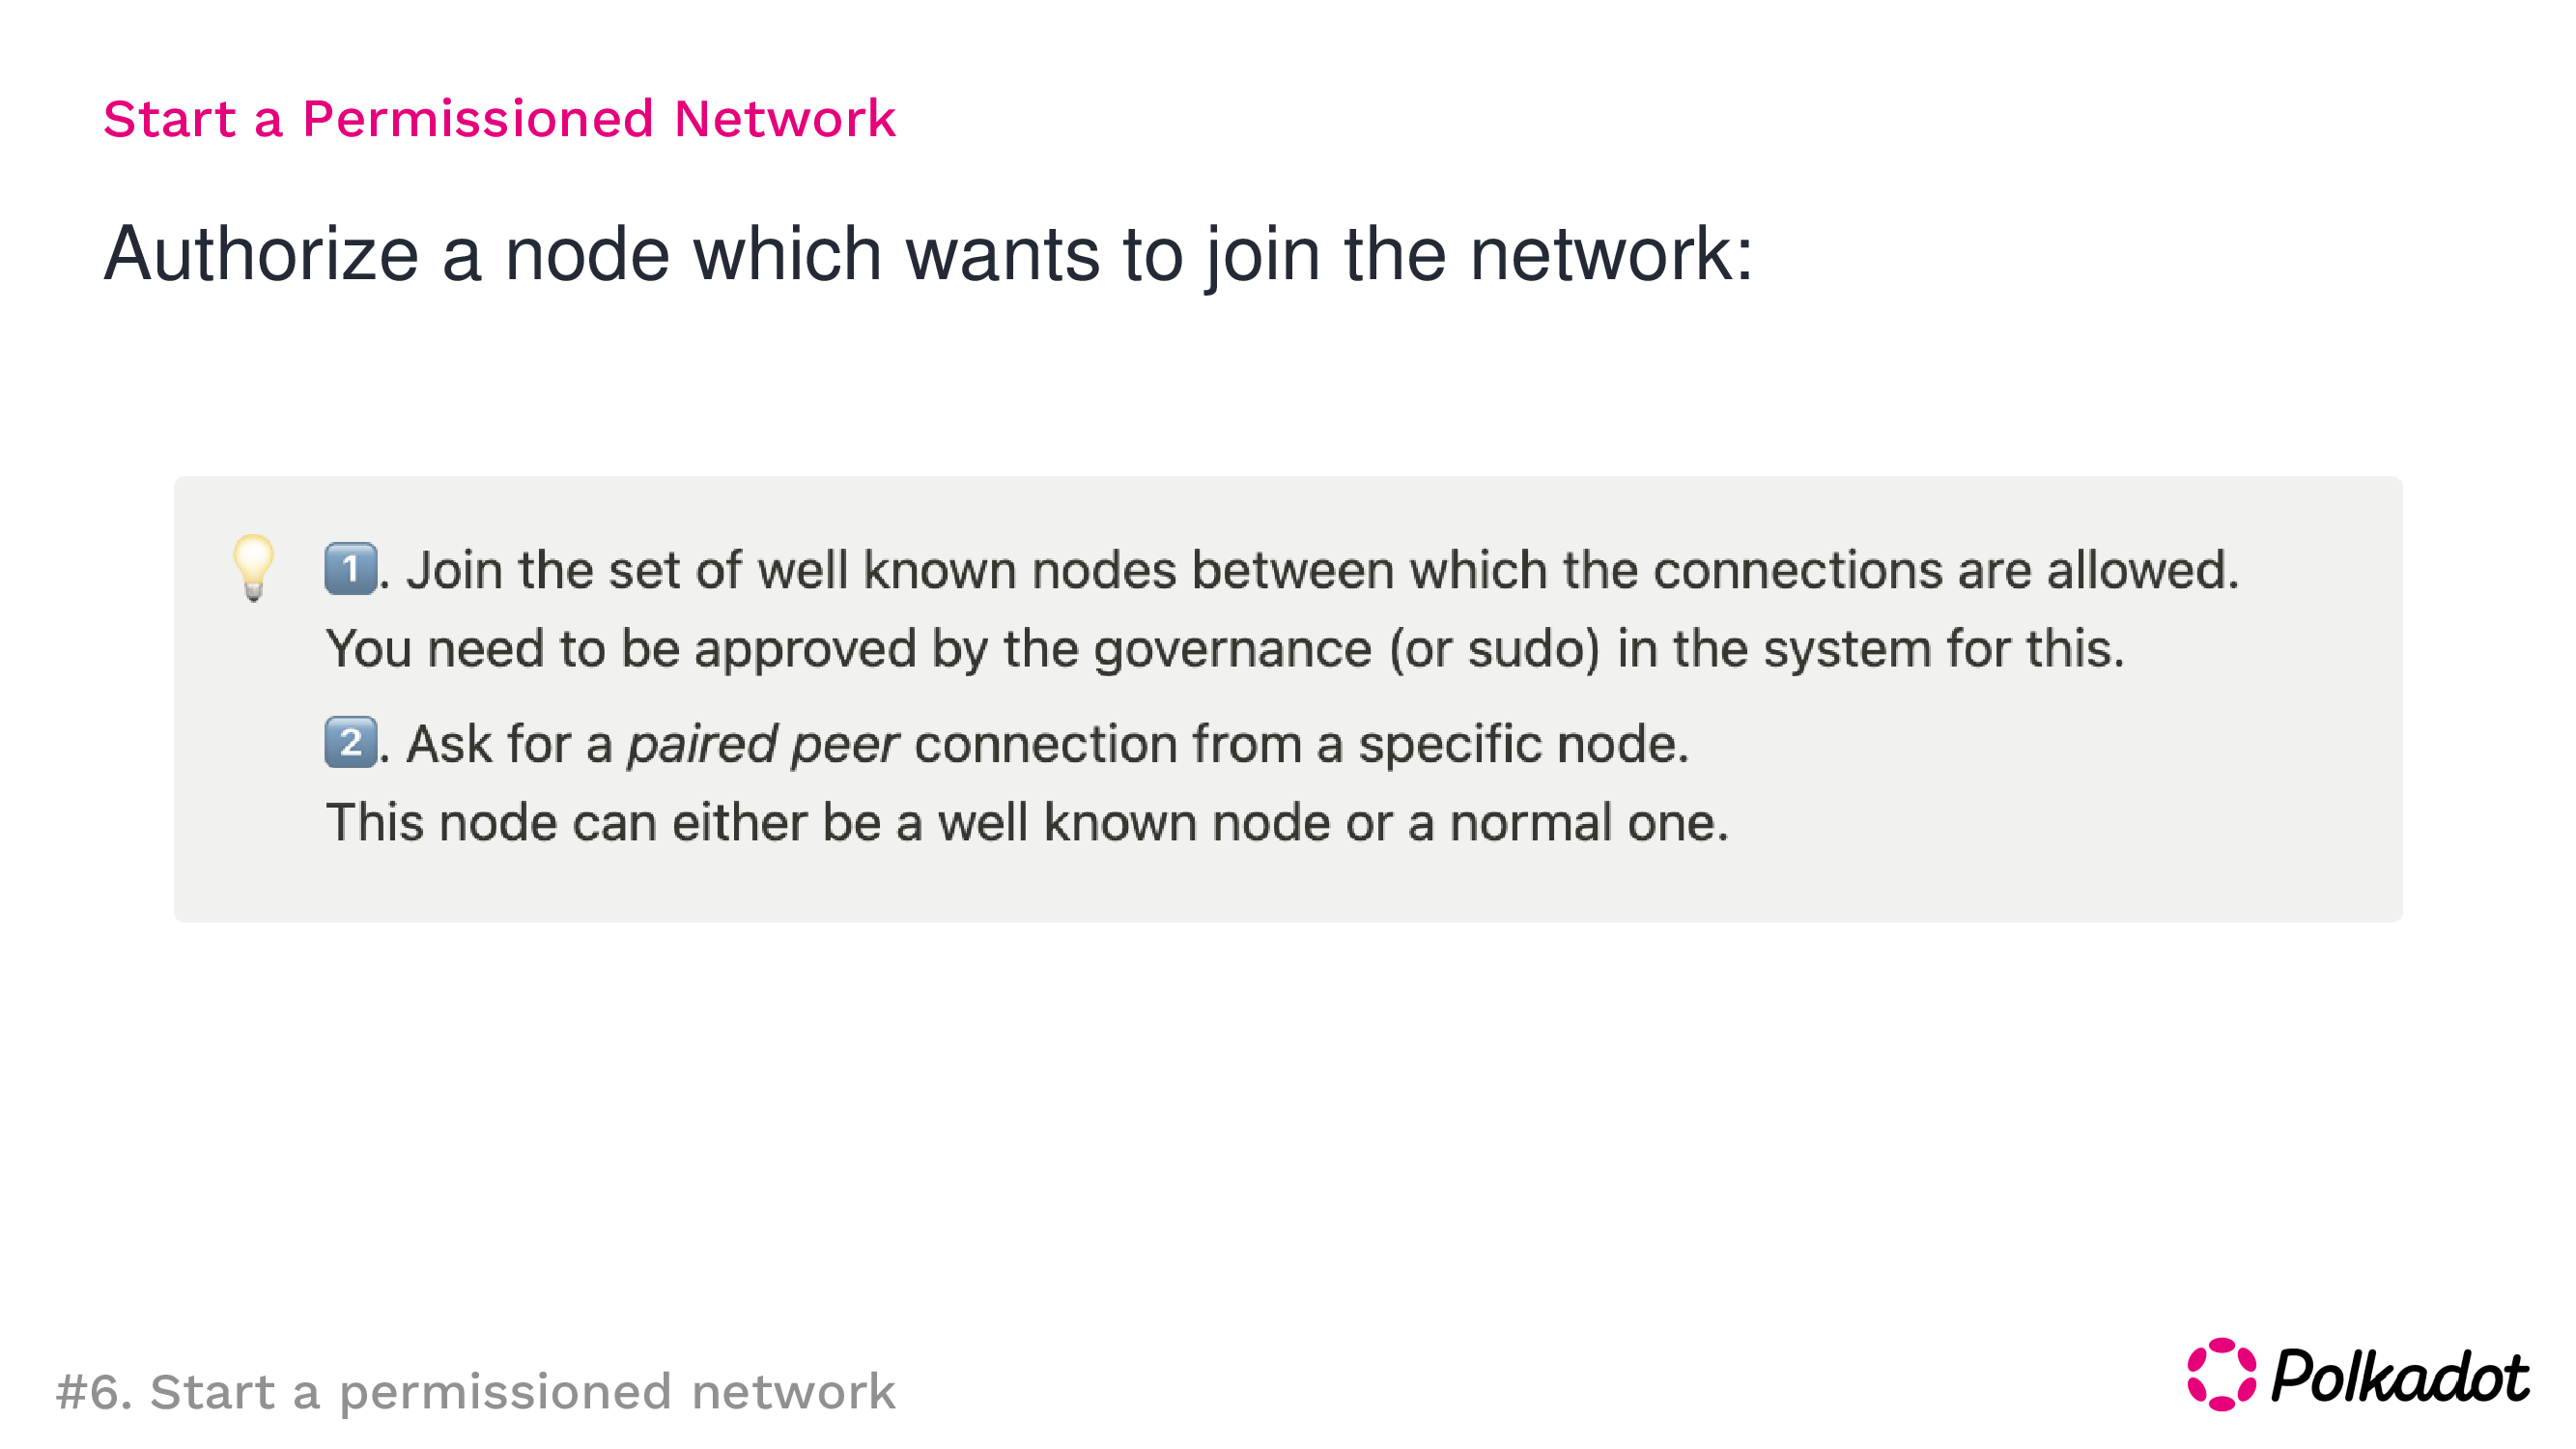 Start a Permissioned Network
Authorize a node which wants to join the network:
💡 1️⃣. Join the set of well known nodes between which the connections are allowed.
You need to be approved by the governance (or sudo) in the system for this.
2️⃣. Ask for a paired peer connection from a specific node.
This node can either be a well known node or a normal one.
#6. Start a permissioned network
Polkadot